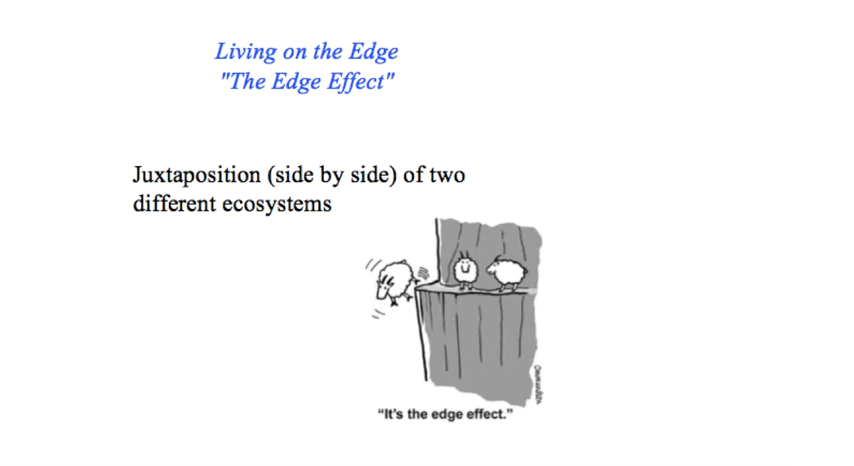 Living on the Edge
"The Edge Effect"
Juxtaposition (side by side) of two
different ecosystems
“It’s the edge effect.”